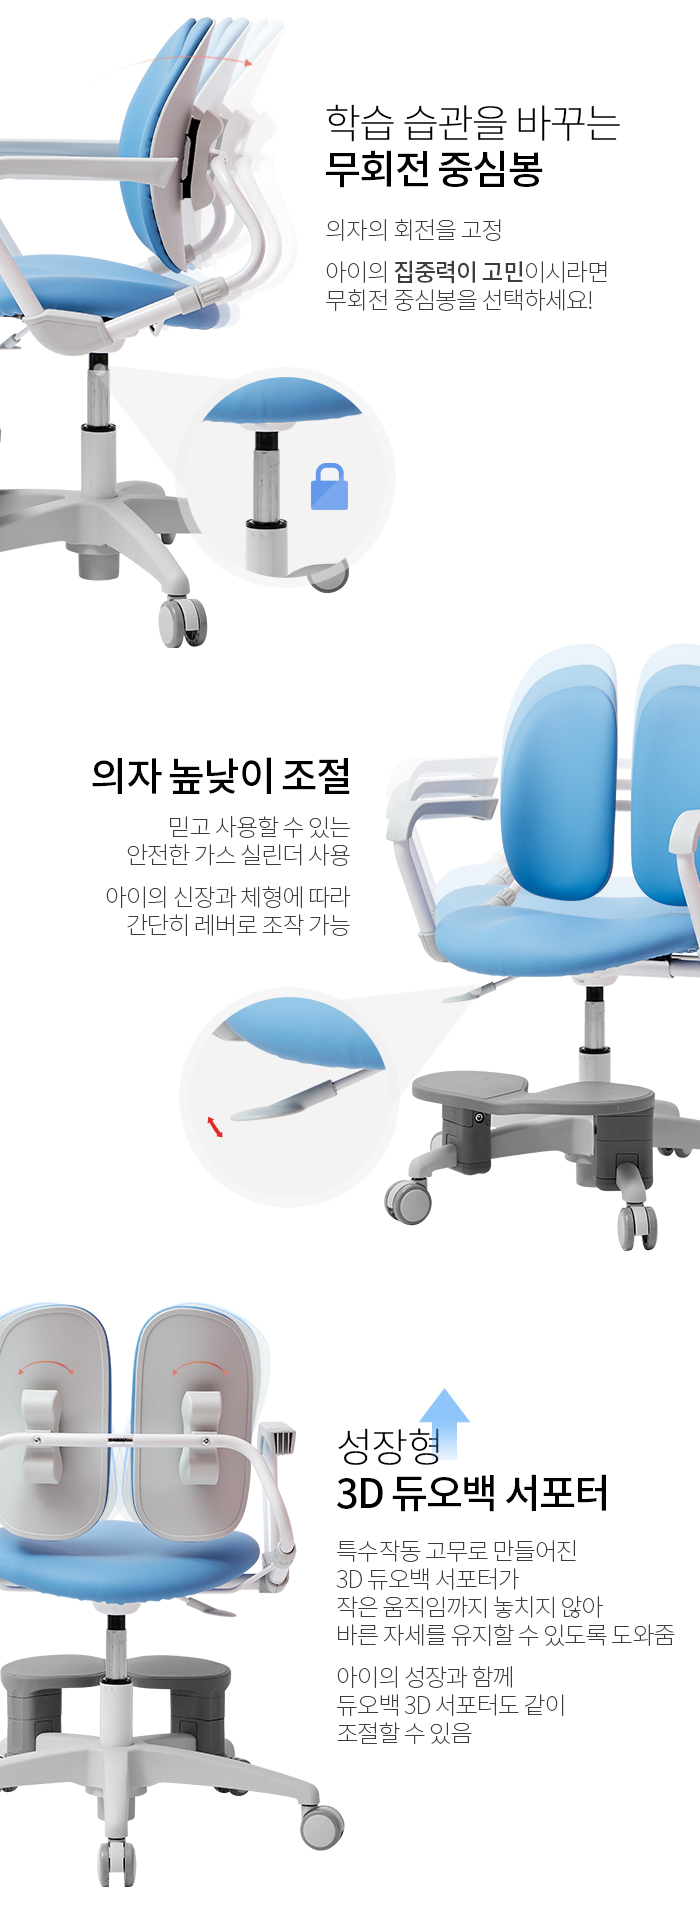 학습 습관을 바꾸는
무회전 중심봉
의자의 회전을 고정
아이의 집중력이 고민이시라면
무회전 중심봉을 선택하세요!
의자 높낮이 조절
믿고 사용할 수 있는
안전한 가스 실린더 사용
아이의 신장과 체형에 따라
간단히 레버로 조작 가능
성장형
3D 듀오백 서포터
특수작동 고무로 만들어진
3D 듀오백 서포터가
작은 움직임까지 놓치지 않아
바른 자세를 유지할 수 있도록 도와줌
아이의 성장과 함께
듀오백 3D 서포터도 같이
조절할 수 있음